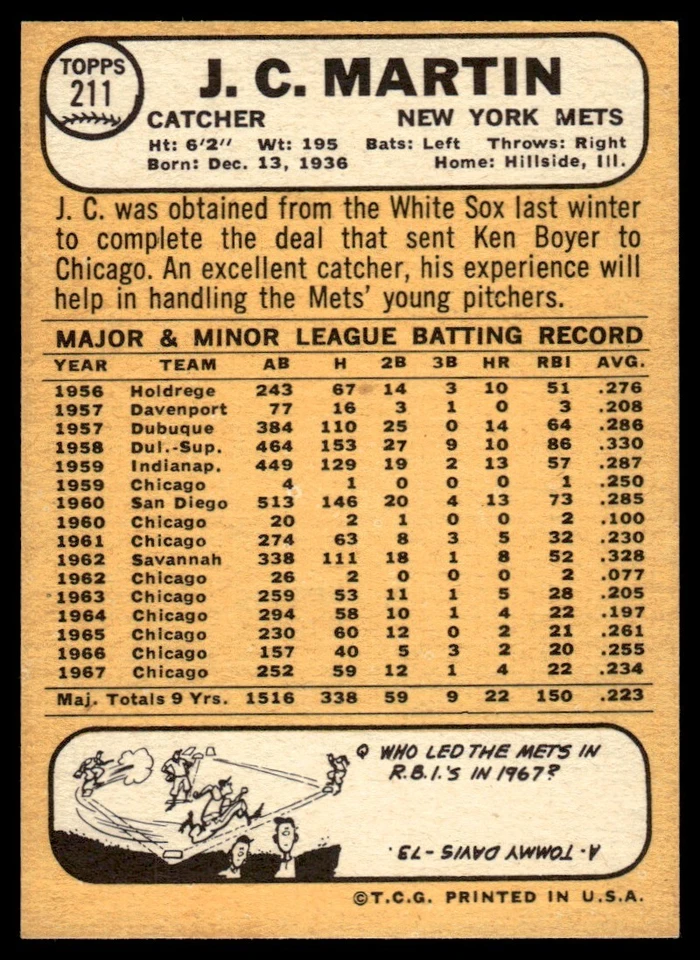 TOPPS
211
J. C. MARTIN
CATCHER NEW YORK METS
Ht: 6'2" Wt: 195 Bats: Left Throws: Right
Born: Dec. 13, 1936 Home: Hillside, Ill.
J. C. was obtained from the White Sox last winter
to complete the deal that sent Ken Boyer to
Chicago. An excellent catcher, his experience will
help in handling the Mets' young pitchers.
MAJOR & MINOR LEAGUE BATTING RECORD
YEAR TEAM AB H 2B 3B HR RBI AVG.
1956 Holdrege 243 67 14 3 10 51 .276
1957 Davenport 77 16 3 1 0 3 .208
1957 Dubuque 384 110 25 0 14 64 .286
1958 Dul.-Sup. 464 153 27 9 10 86 .330
1959 Indianap. 449 129 19 2 13 57 .287
1959 Chicago 4 1 0 0 0 1 .250
1960 San Diego 513 146 20 4 13 73 .285
1960 Chicago 20 2 1 0 0 2 .100
1961 Chicago 274 63 8 3 5 32 .230
1962 Savannah 338 111 18 1 8 52 .328
1962 Chicago 26 2 0 0 0 2 .077
1963 Chicago 259 53 11 1 5 28 .205
1964 Chicago 294 58 10 1 4 22 .197
1965 Chicago 230 60 12 0 2 21 .261
1966 Chicago 157 40 5 3 2 20 .255
1967 Chicago 252 59 12 1 4 22 .234
Maj. Totals 9 Yrs. 1516 338 59 9 22 150 .223
Q WHO LED THE METS IN
R.B.I.'S IN 1967?
A- TOMMY DAVIS-73.
©T.C.G. PRINTED IN U.S.A.